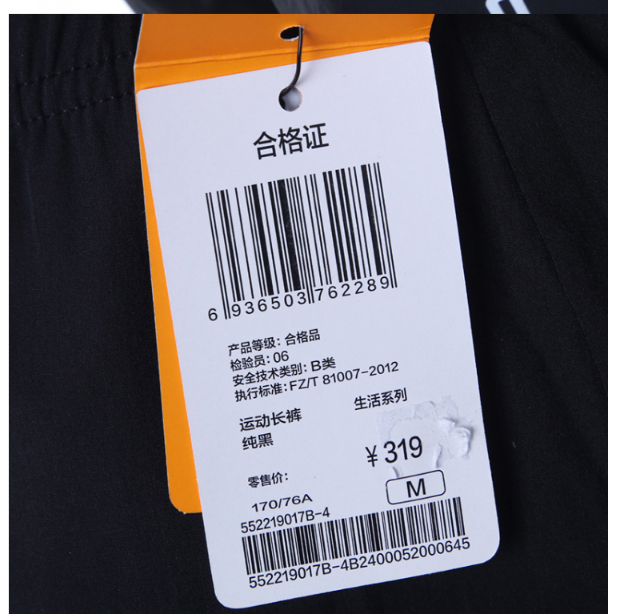 合格证
6 936503 762289
产品等级: 合格品
检验员: 06
安全技术类别: B类
执行标准: FZ/T 81007-2012
运动长裤 生活系列
纯黑
零售价: ¥319
170/76A M
552219017B-4
552219017B-4B2400052000645